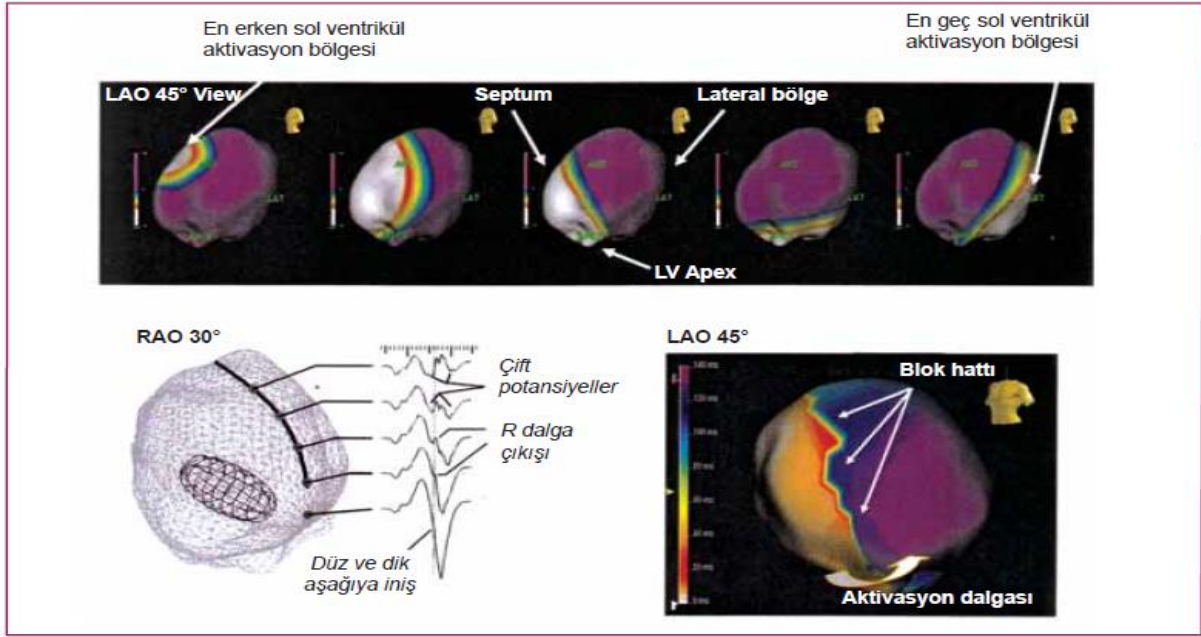 En erken sol ventrikül
aktivasyon bölgesi
En geç sol ventrikül
aktivasyon bölgesi
LAO 45° View
Septum
Lateral bölge
LV Apex
RAO 30°
Çift
potansiyeller
R dalga
çıkışı
Düz ve dik
aşağıya iniş
LAO 45°
Blok hattı
Aktivasyon dalgası